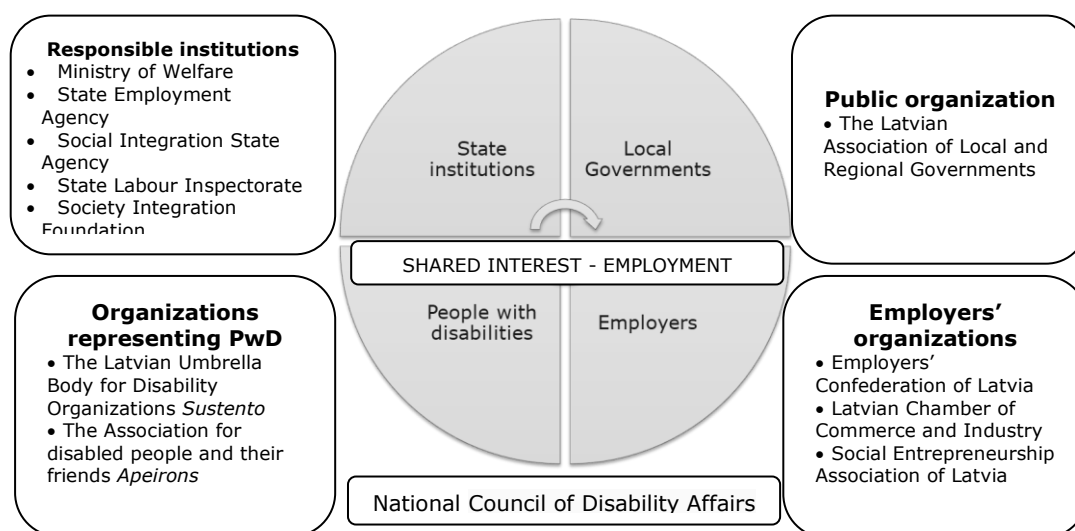 Responsible institutions
• Ministry of Welfare
• State Employment
Agency
• Social Integration State
Agency
• State Labour Inspectorate
• Society Integration
Foundation
State
institutions
Local
Governments
Public organization
• The Latvian
Association of Local and
Regional Governments
SHARED INTEREST - EMPLOYMENT
Organizations
representing PwD
• The Latvian Umbrella
Body for Disability
Organizations Sustento
• The Association for
disabled people and their
friends Apeirons
People with
disabilities
Employers
Employers’
organizations
• Employers’
Confederation of Latvia
• Latvian Chamber of
Commerce and Industry
• Social Entrepreneurship
Association of Latvia
National Council of Disability Affairs